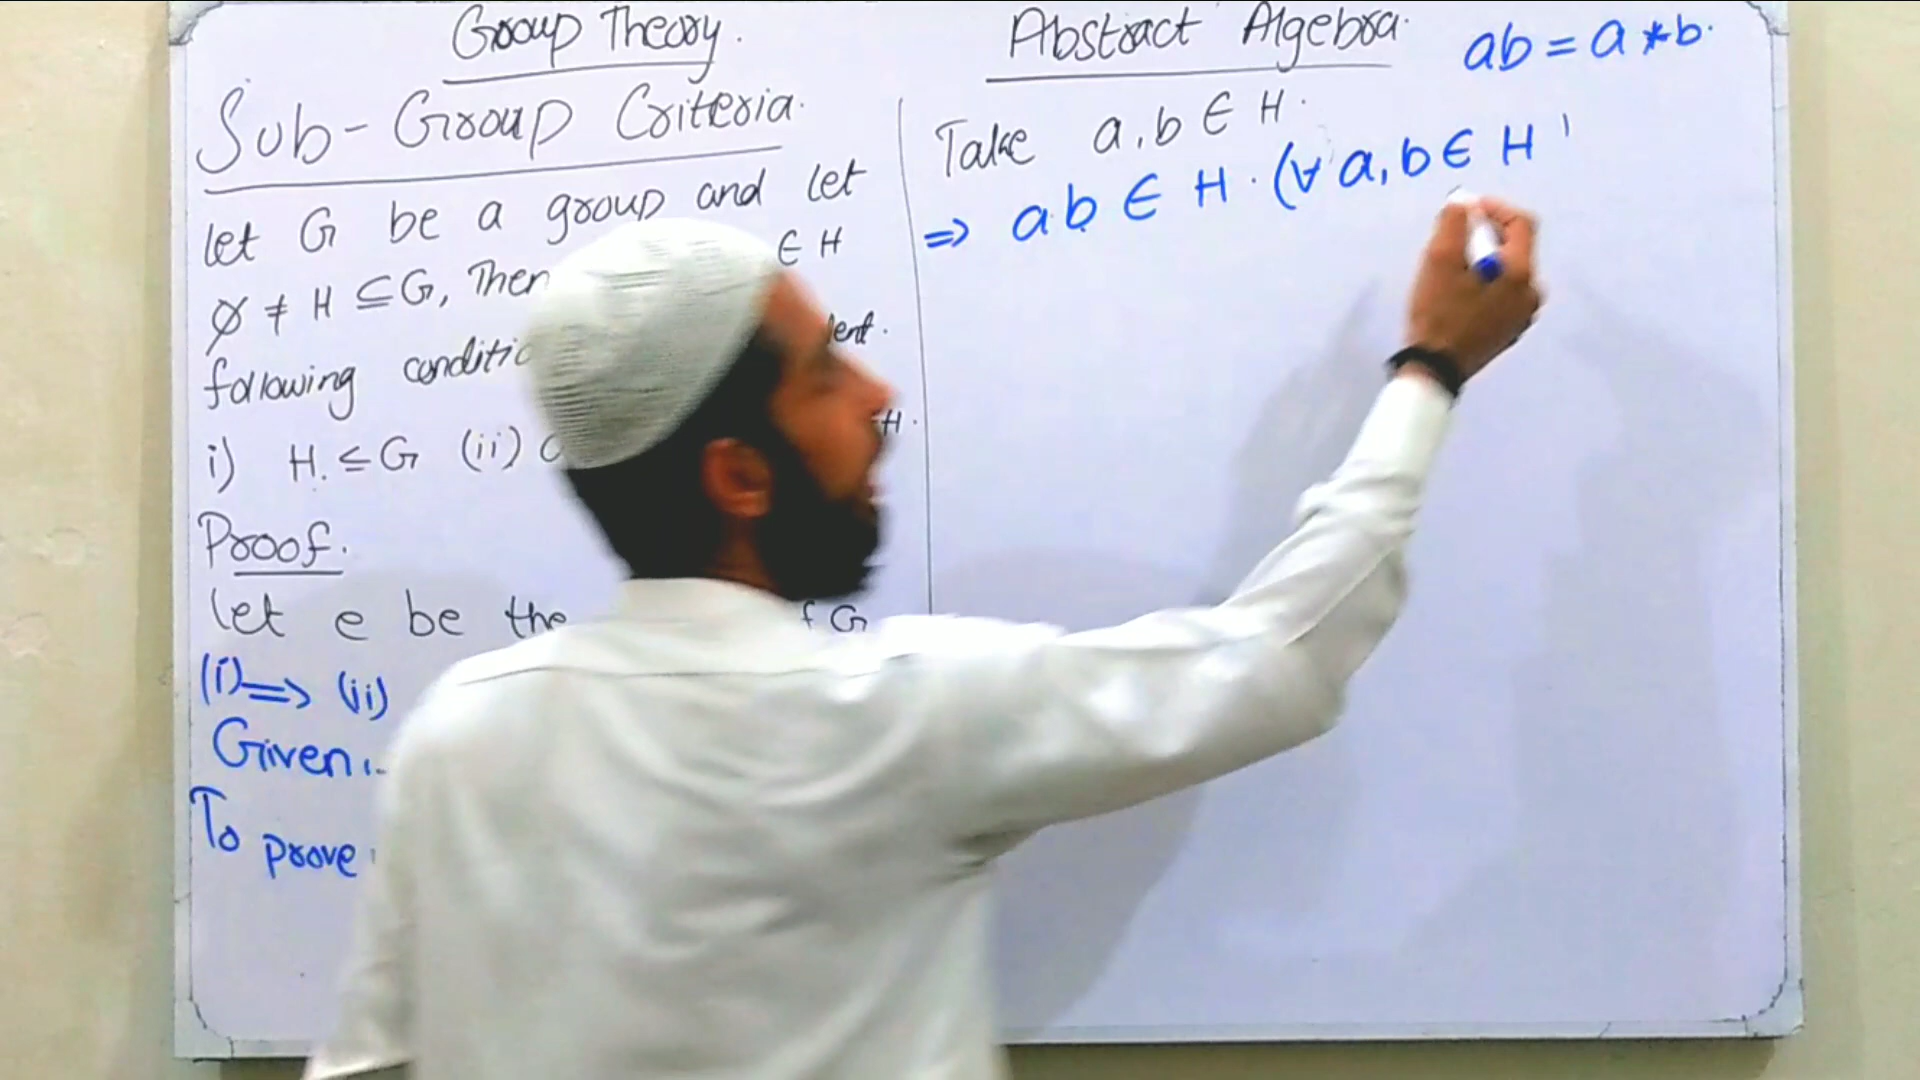 Group Theory.
Sub-Group Criteria.
let G be a group and let
∅ ≠ H ⊆ G, Then ∈ H
following
i) H. ≤ G (ii) H.
Proof.
let e be the G
(i) ⇒ (ii)
Given :-
To prove
Abstract Algebra.
ab = a * b.
Take a, b ∈ H.
⇒ ab ∈ H. (∀ a, b ∈ H